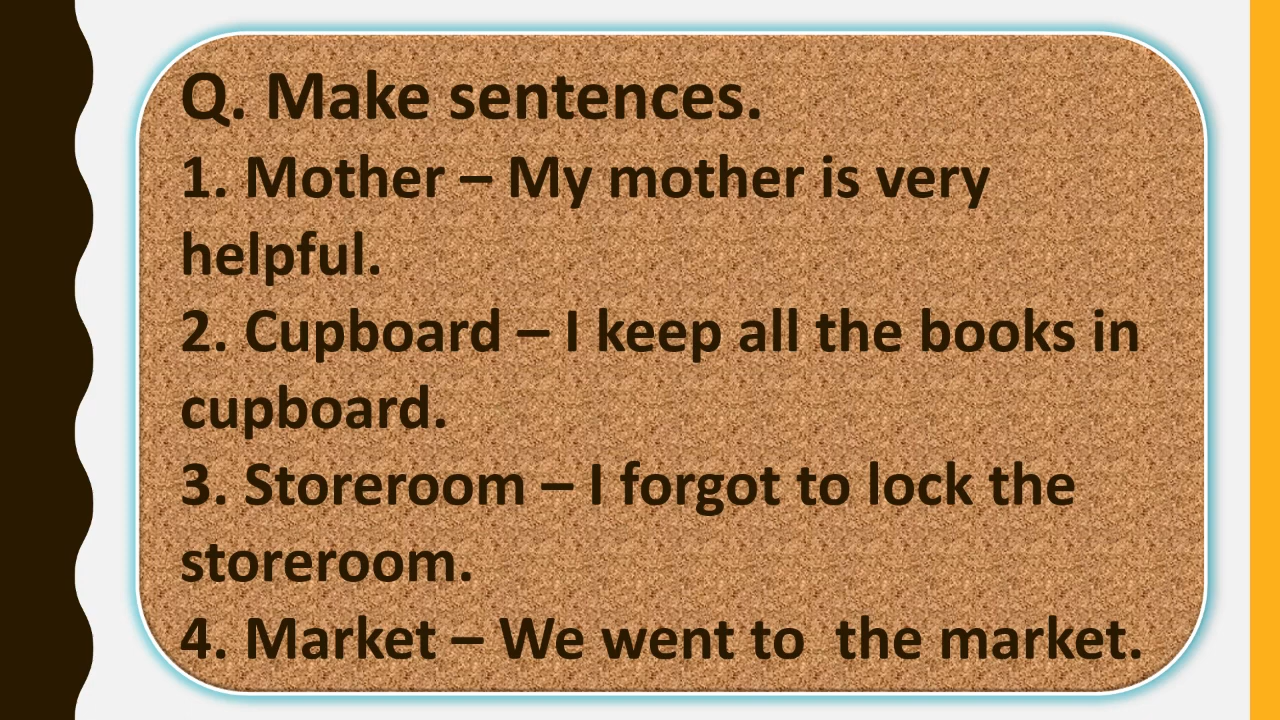 Q. Make sentences.
1. Mother – My mother is very
helpful.
2. Cupboard – I keep all the books in
cupboard.
3. Storeroom – I forgot to lock the
storeroom.
4. Market – We went to  the market.